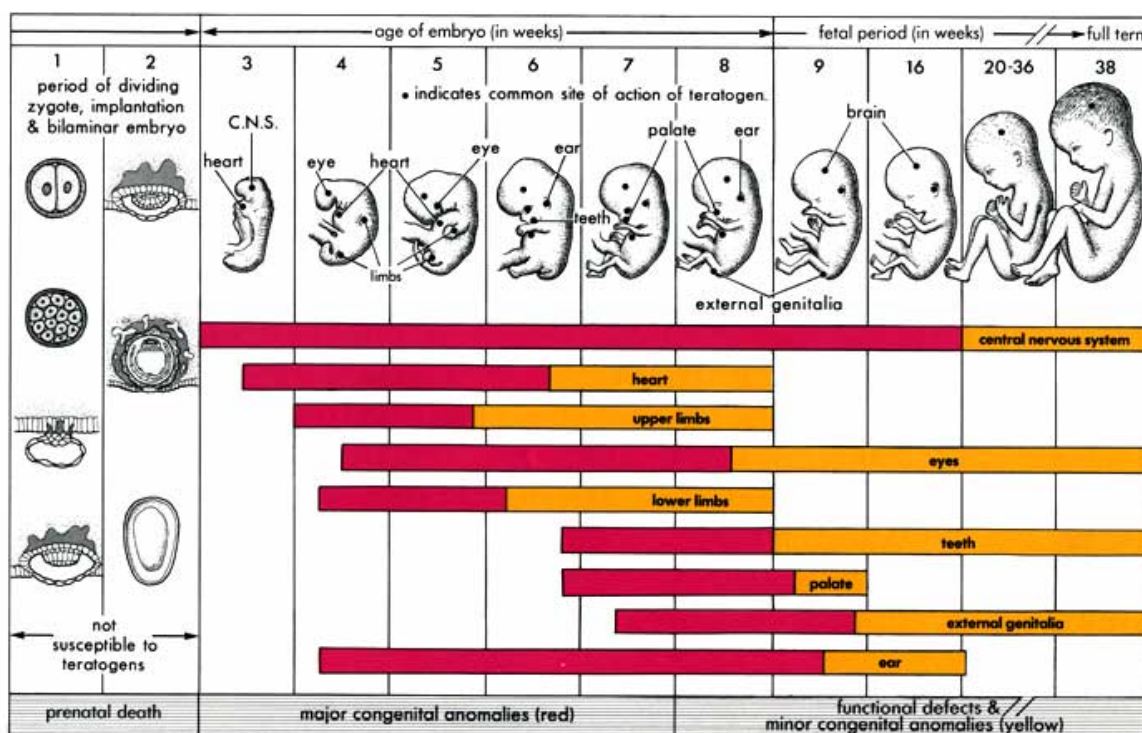 age of embryo (in weeks)
fetal period (in weeks)
full term
1
2
3
4
5
6
7
8
9
16
20-36
38
period of dividing
zygote, implantation
& bilaminar embryo
• indicates common site of action of teratogen.
C.N.S.
heart
eye
heart
limbs
eye
ear
teeth
palate
ear
external genitalia
brain
central nervous system
heart
upper limbs
eyes
lower limbs
teeth
palate
external genitalia
ear
not
susceptible to
teratogens
prenatal death
major congenital anomalies (red)
functional defects &
minor congenital anomalies (yellow)